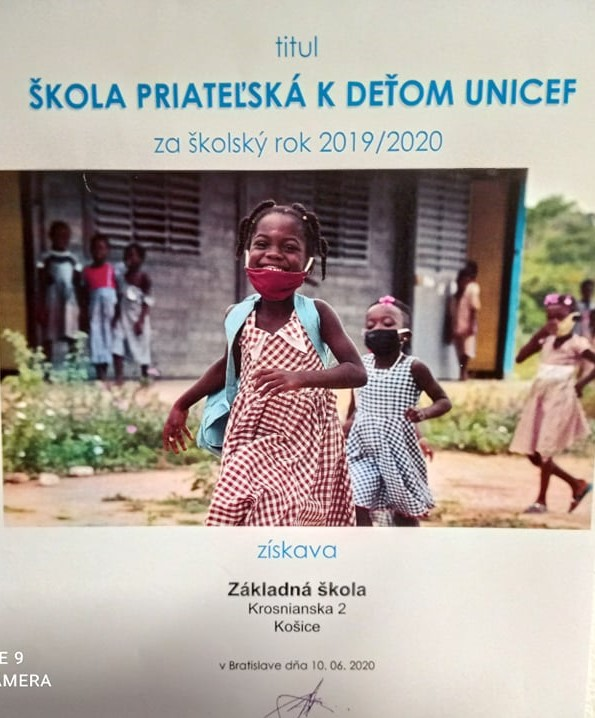 titul
ŠKOLA PRIATEĽSKÁ K DEŤOM UNICEF
za školský rok 2019/2020
získava
Základná škola
Krosnianska 2
Košice
v Bratislave dňa 10. 06. 2020
E 9
AMERA